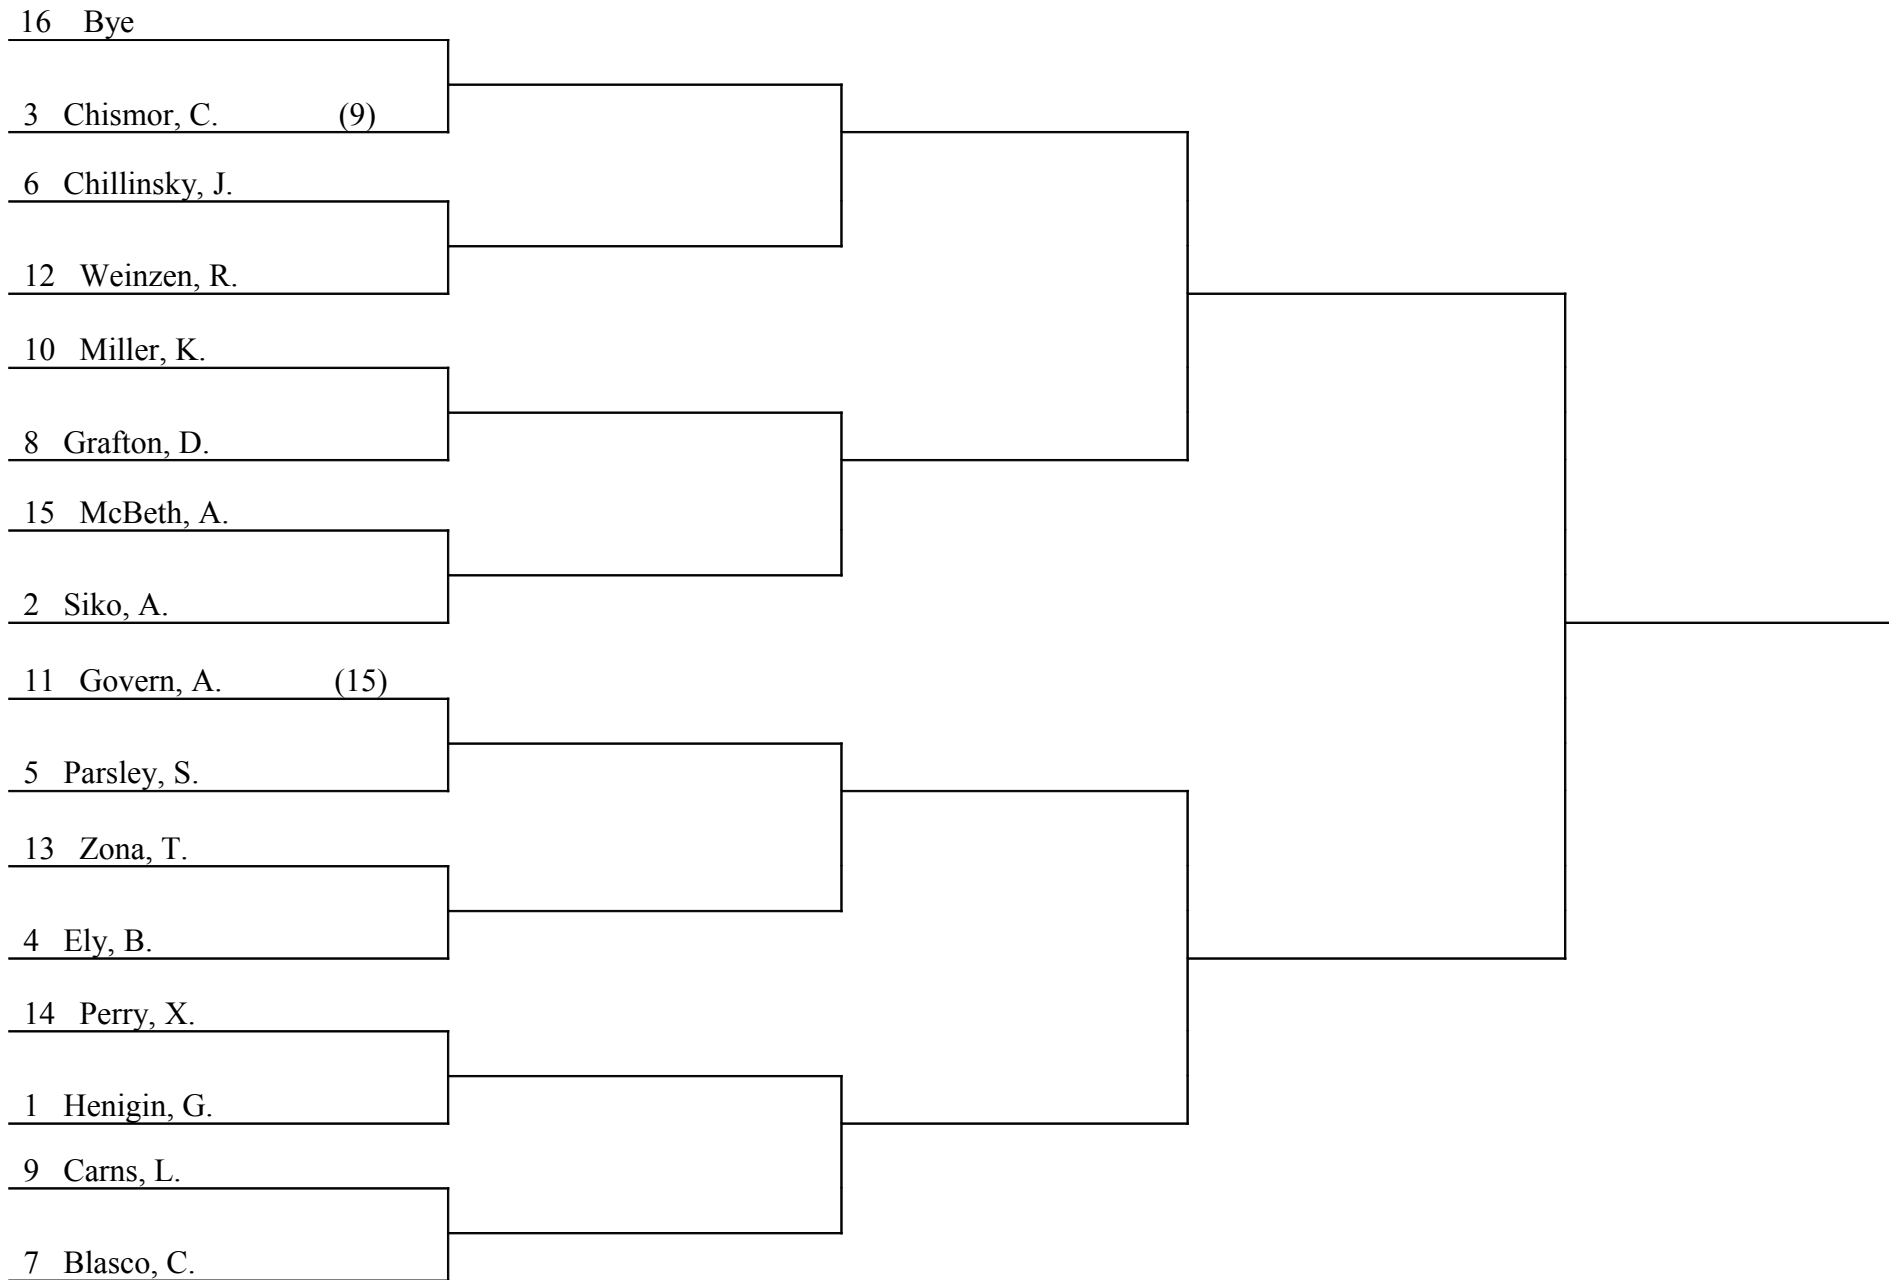 16 Bye
3 Chismor, C. (9)
6 Chillinsky, J.
12 Weinzen, R.
10 Miller, K.
8 Grafton, D.
15 McBeth, A.
2 Siko, A.
11 Govern, A. (15)
5 Parsley, S.
13 Zona, T.
4 Ely, B.
14 Perry, X.
1 Henigin, G.
9 Carns, L.
7 Blasco, C.